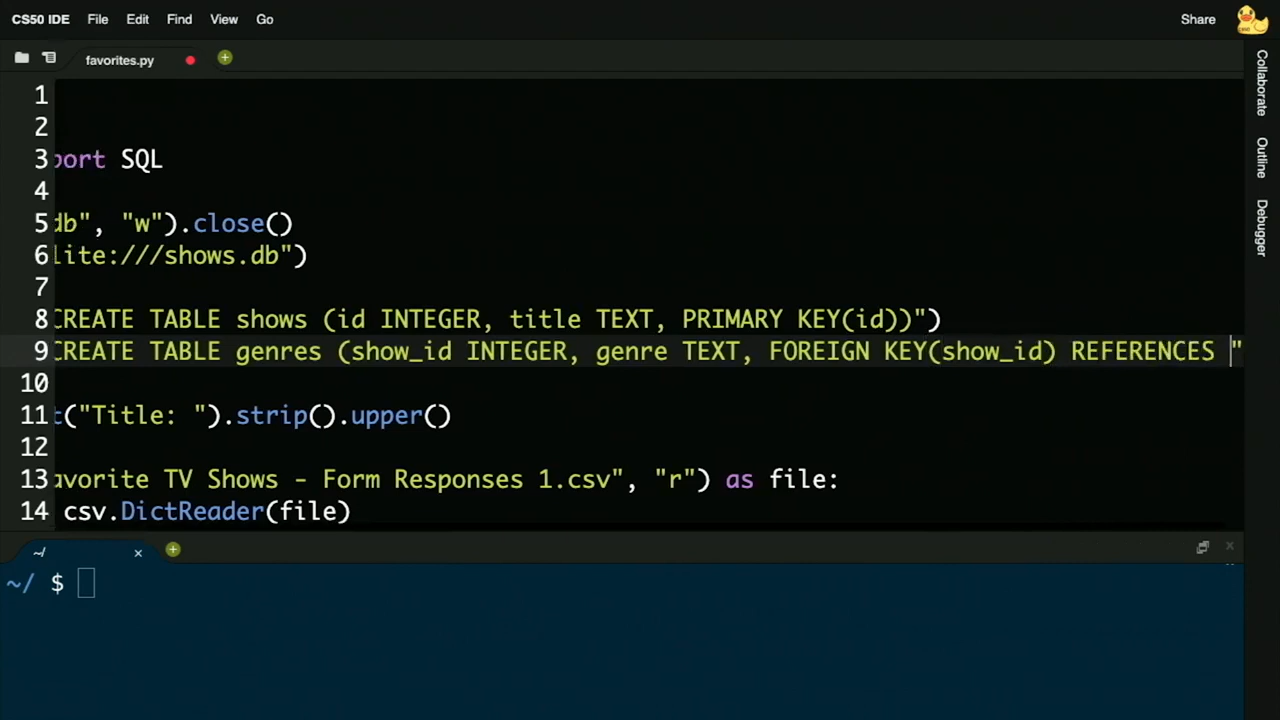 CS50 IDE File Edit Find View Go Share
favorites.py
Collaborate
Outline
Debugger
1
2
3 port SQL
4
5 db", "w").close()
6 lite:///shows.db")
7
8 CREATE TABLE shows (id INTEGER, title TEXT, PRIMARY KEY(id))")
9 CREATE TABLE genres (show_id INTEGER, genre TEXT, FOREIGN KEY(show_id) REFERENCES "
10
11 t("Title: ").strip().upper()
12
13 avorite TV Shows - Form Responses 1.csv", "r") as file:
14 csv.DictReader(file)
~/
~/ $